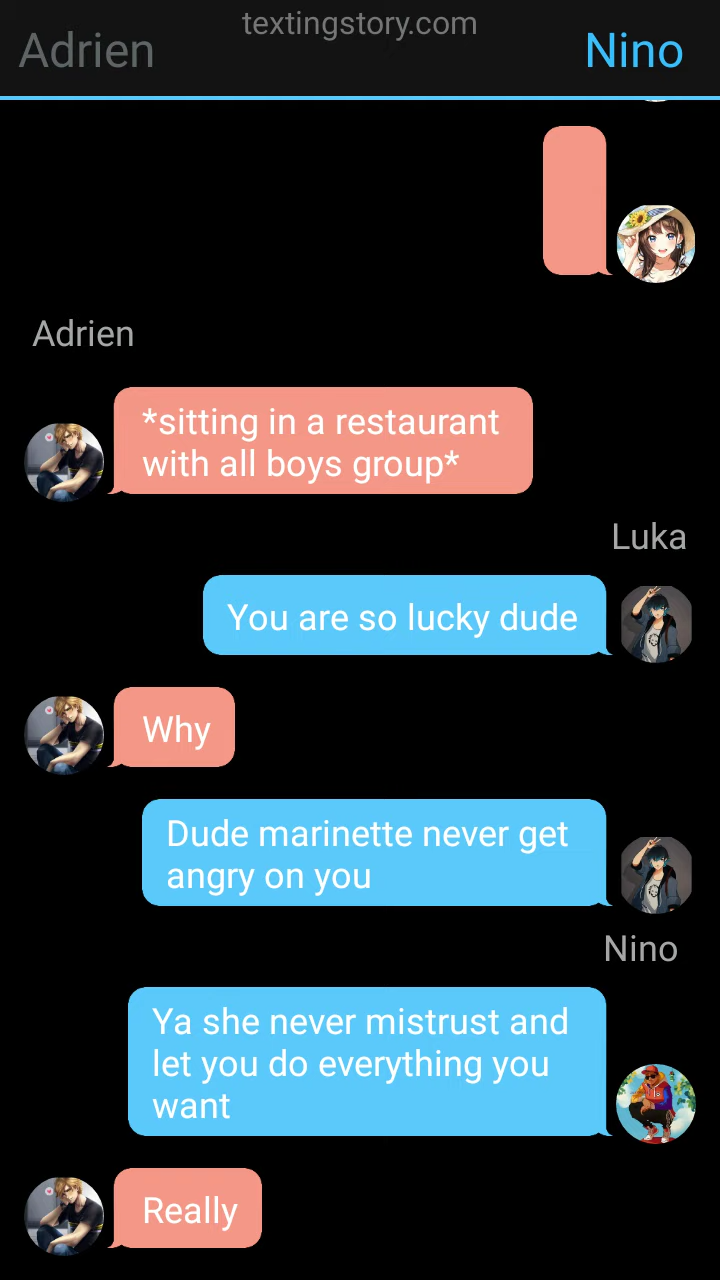 textingstory.com
Adrien
Nino
Adrien
*sitting in a restaurant
with all boys group*
Luka
You are so lucky dude
Why
Dude marinette never get
angry on you
Nino
Ya she never mistrust and
let you do everything you
want
Really